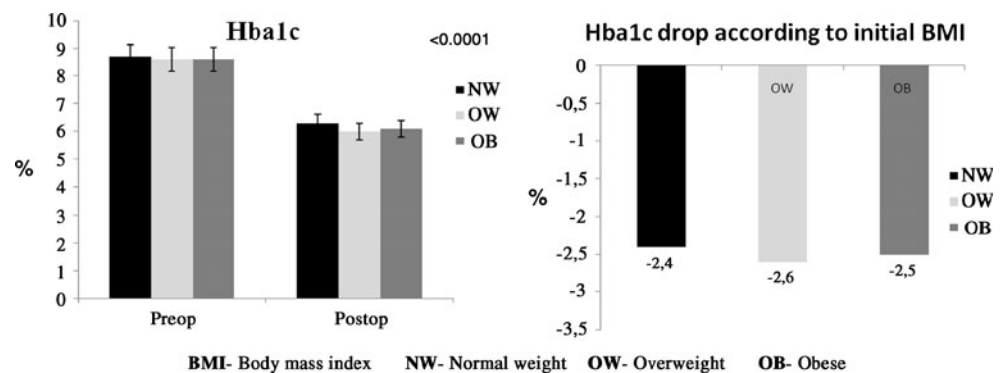 Hba1c
<0.0001
10
9
8
7
6
5
4
3
2
1
0
%
NW
OW
OB
Preop
Postop
Hba1c drop according to initial BMI
0
-0,5
-1
-1,5
-2
-2,5
-3
-3,5
%
OW
OB
NW
OW
OB
-2,4
-2,6
-2,5
BMI- Body mass index NW- Normal weight OW- Overweight OB- Obese